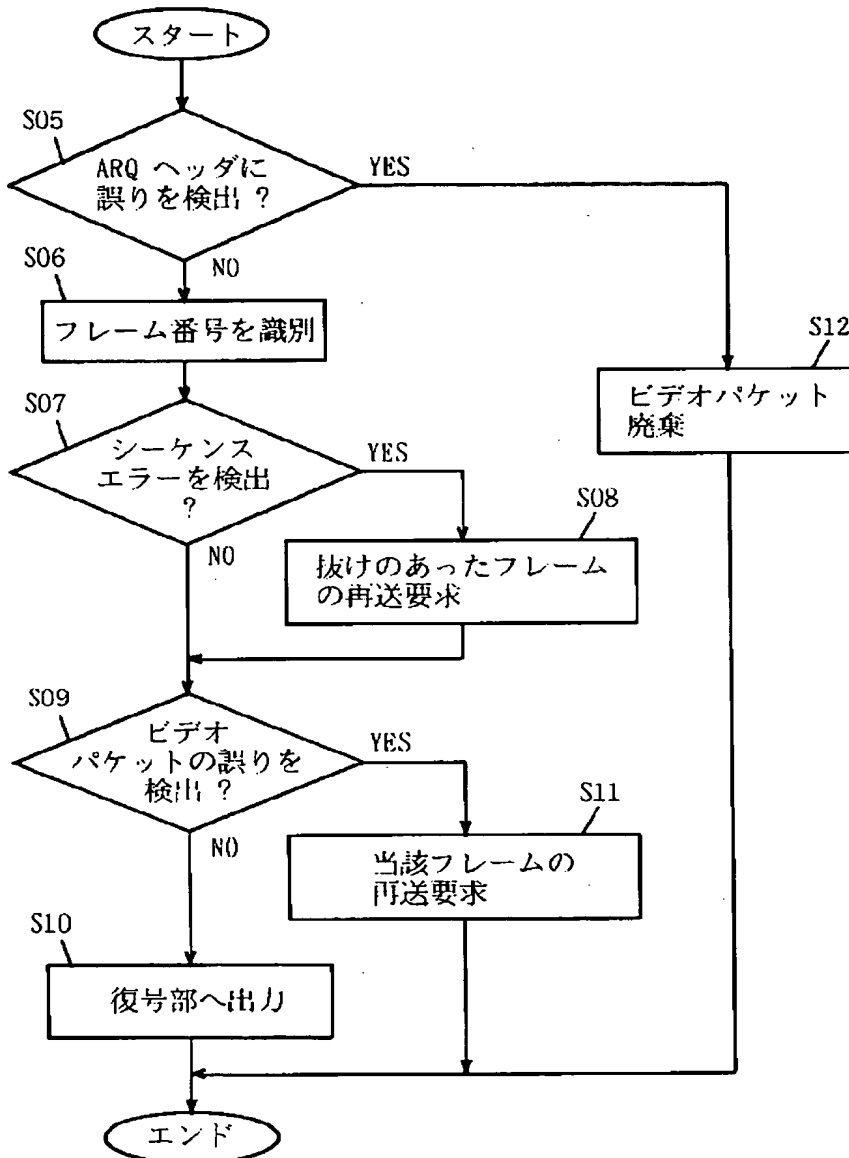 スタート
S05
ARQ ヘッダに
誤りを検出 ?
YES
NO
S06
フレーム番号を識別
S12
ビデオパケット
廃棄
S07
シーケンス
エラーを検出
?
YES
NO
S08
抜けのあったフレーム
の再送要求
S09
ビデオ
パケットの誤りを
検出 ?
YES
NO
S11
当該フレームの
再送要求
S10
復号部へ出力
エンド